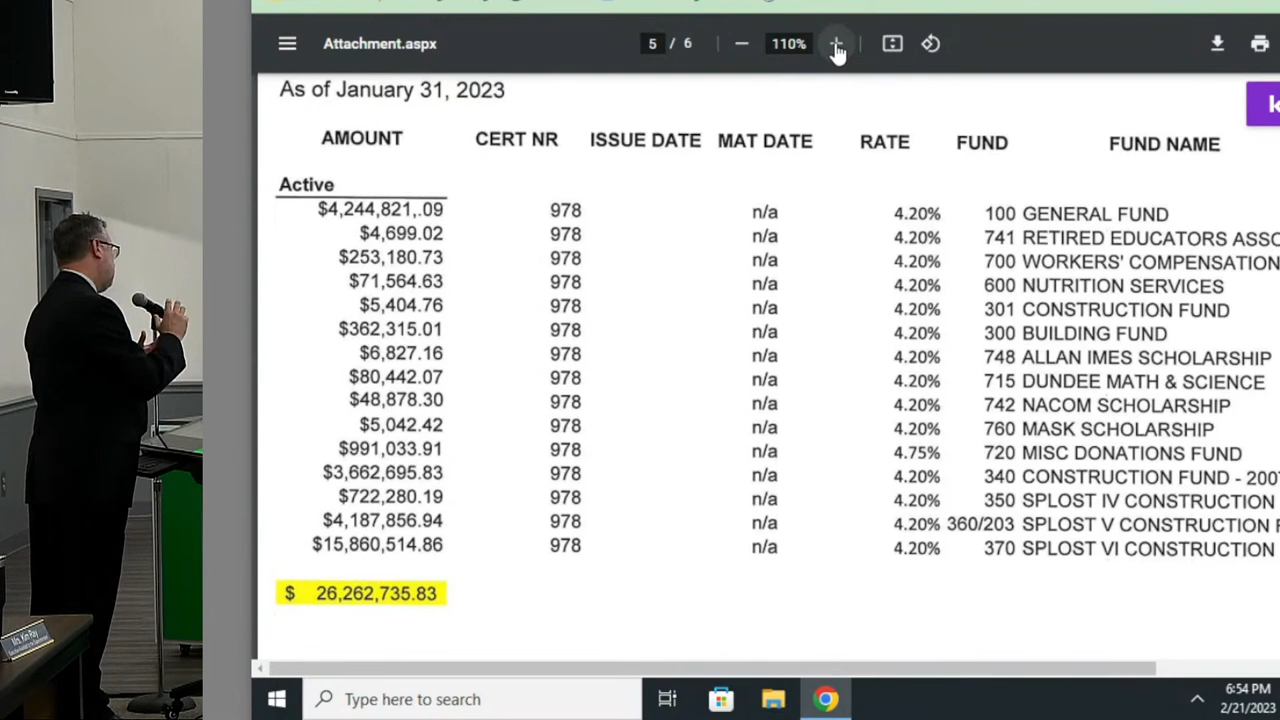 Attachment.aspx 5 / 6 110%
As of January 31, 2023
AMOUNT CERT NR ISSUE DATE MAT DATE RATE FUND FUND NAME
Active
$4,244,821,.09 978 n/a 4.20% 100 GENERAL FUND
$4,699.02 978 n/a 4.20% 741 RETIRED EDUCATORS ASSO
$253,180.73 978 n/a 4.20% 700 WORKERS' COMPENSATION
$71,564.63 978 n/a 4.20% 600 NUTRITION SERVICES
$5,404.76 978 n/a 4.20% 301 CONSTRUCTION FUND
$362,315.01 978 n/a 4.20% 300 BUILDING FUND
$6,827.16 978 n/a 4.20% 748 ALLAN IMES SCHOLARSHIP
$80,442.07 978 n/a 4.20% 715 DUNDEE MATH & SCIENCE
$48,878.30 978 n/a 4.20% 742 NACOM SCHOLARSHIP
$5,042.42 978 n/a 4.20% 760 MASK SCHOLARSHIP
$991,033.91 978 n/a 4.75% 720 MISC DONATIONS FUND
$3,662,695.83 978 n/a 4.20% 340 CONSTRUCTION FUND - 2007
$722,280.19 978 n/a 4.20% 350 SPLOST IV CONSTRUCTION
$4,187,856.94 978 n/a 4.20% 360/203 SPLOST V CONSTRUCTION F
$15,860,514.86 978 n/a 4.20% 370 SPLOST VI CONSTRUCTION
$ 26,262,735.83
Mrs. Kim Ray
Type here to search
6:54 PM
2/21/2023